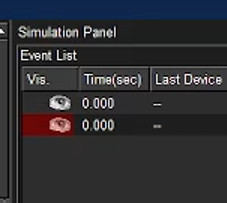 Simulation Panel
Event List
Vis. Time(sec) Last Device
0.000 --
0.000 --